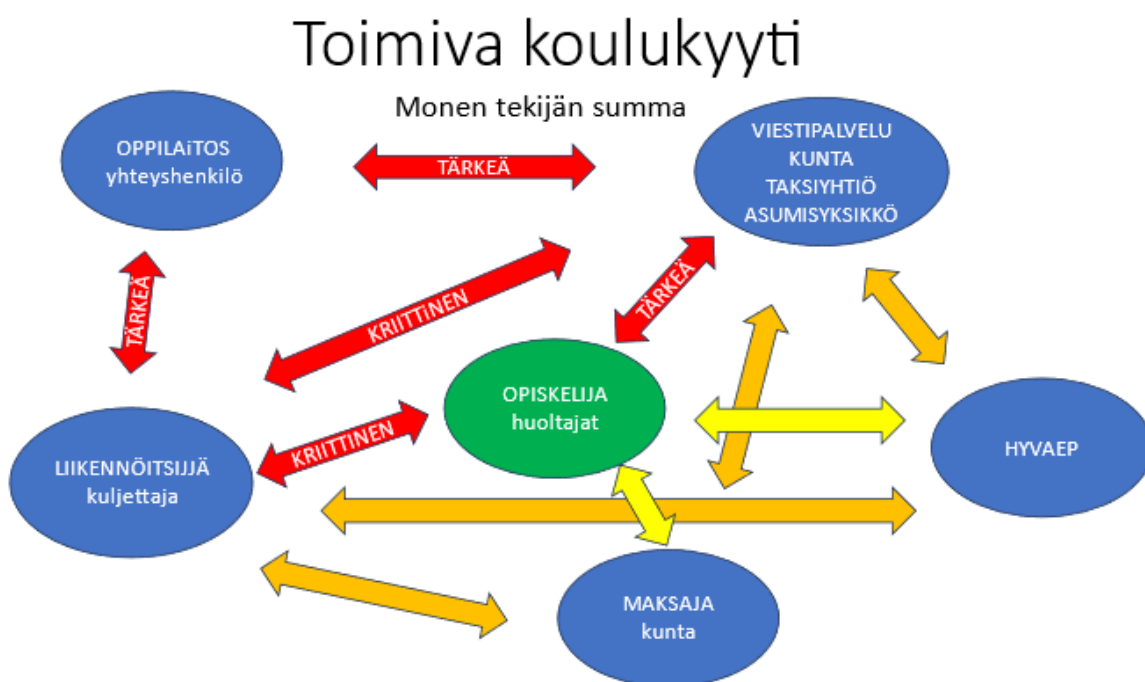 Toimiva koulukyyti
Monen tekijän summa
OPPILAiTOS
yhteyshenkilö
TÄRKEÄ
VIESTIPALVELU
KUNTA
TAKSIYHTIÖ
ASUMISYKSIKKÖ
TÄRKEÄ
KRIITTINEN
TÄRKEÄ
OPISKELIJA
huoltajat
KRIITTINEN
LIIKENNÖITSIJJÄ
kuljettaja
HYVAEP
MAKSAJA
kunta